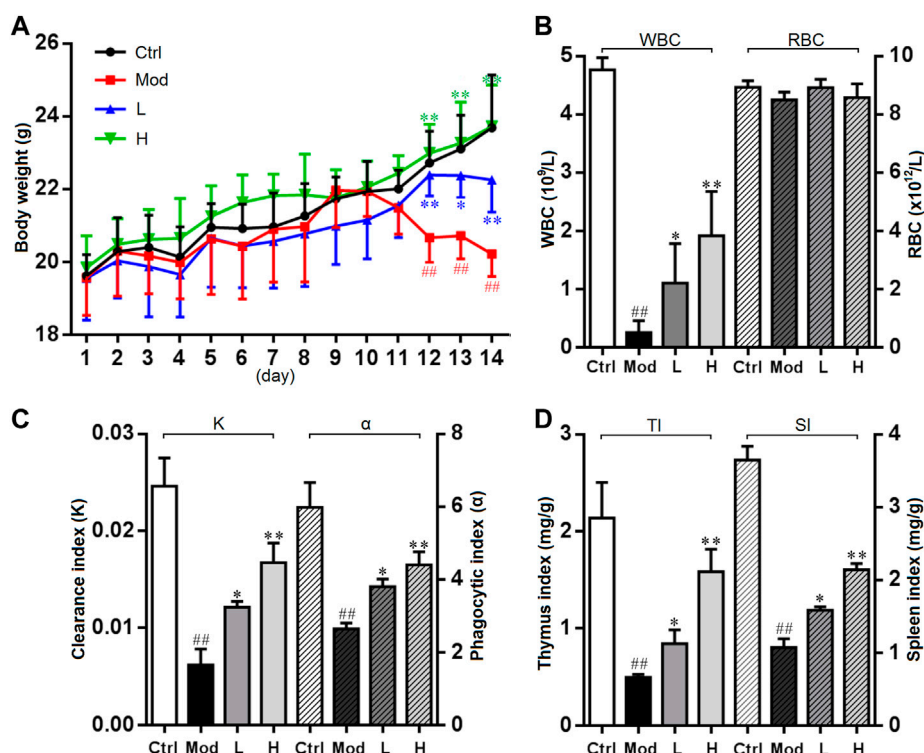 A
26
24
22
20
18
Body weight (g)
Ctrl
Mod
L
H
**
**
**
**
*
**
##
##
##
1 2 3 4 5 6 7 8 9 10 11 12 13 14
(day)
B
WBC RBC
5
4
3
2
1
0
WBC (10⁹/L)
10
8
6
4
2
0
RBC (x10¹²/L)
##
*
**
Ctrl Mod L H Ctrl Mod L H
C
K α
0.03
0.02
0.01
0.00
Clearance index (K)
8
6
4
2
0
Phagocytic index (α)
##
*
**
##
*
**
Ctrl Mod L H Ctrl Mod L H
D
TI SI
3
2
1
0
Thymus index (mg/g)
4
3
2
1
0
Spleen index (mg/g)
##
*
**
##
*
**
Ctrl Mod L H Ctrl Mod L H